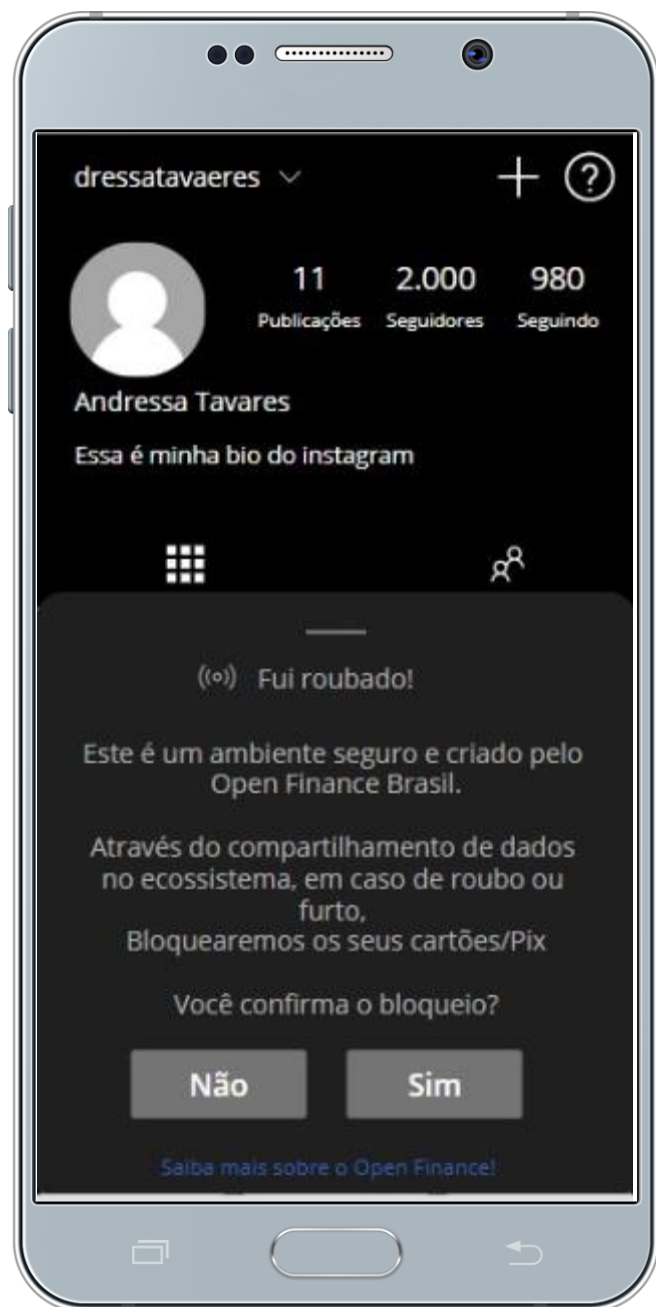 dressatavaeres
11 2.000 980
Publicações Seguidores Seguindo
Andressa Tavares
Essa é minha bio do instagram
Fui roubado!
Este é um ambiente seguro e criado pelo
Open Finance Brasil.
Através do compartilhamento de dados
no ecossistema, em caso de roubo ou
furto,
Bloquearemos os seus cartões/Pix
Você confirma o bloqueio?
Não Sim
Saiba mais sobre o Open Finance!